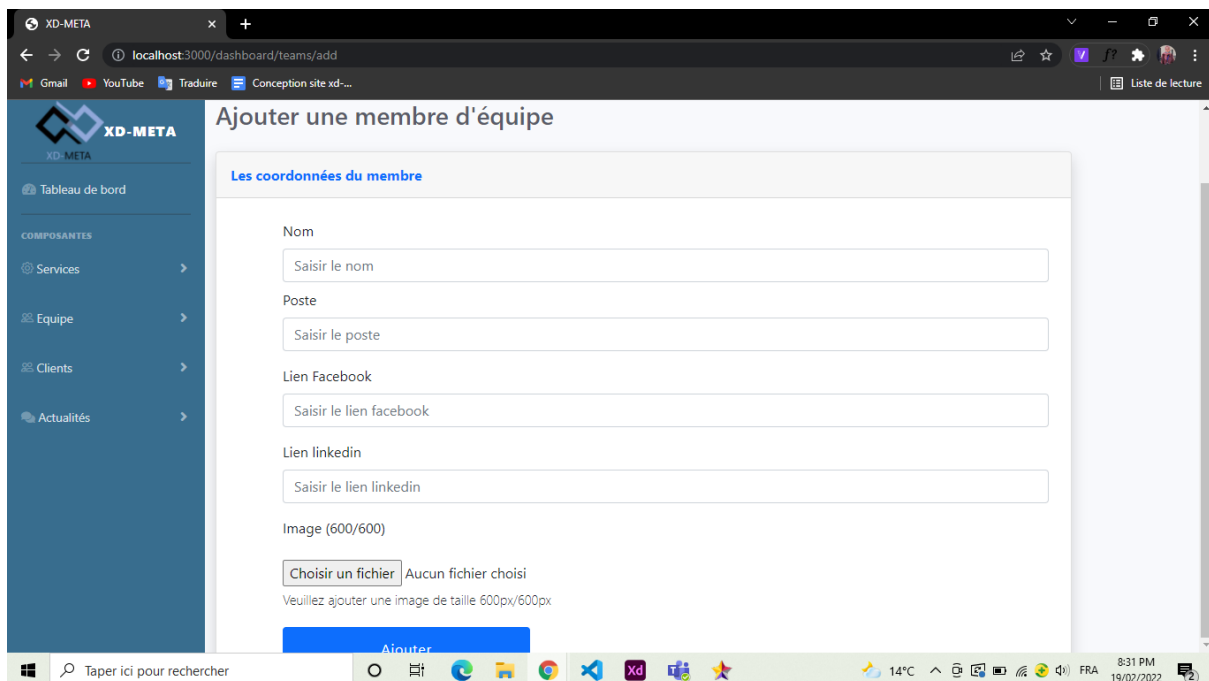 XD-META
localhost:3000/dashboard/teams/add
Gmail YouTube Traduire Conception site xd-...
Liste de lecture
XD-META
XD-META
Tableau de bord
COMPOSANTES
Services
Equipe
Clients
Actualités
Ajouter une membre d'équipe
Les coordonnées du membre
Nom
Saisir le nom
Poste
Saisir le poste
Lien Facebook
Saisir le lien facebook
Lien linkedin
Saisir le lien linkedin
Image (600/600)
Choisir un fichier Aucun fichier choisi
Veuillez ajouter une image de taille 600px/600px
Ajouter
Taper ici pour rechercher
Xd
14°C
FRA
8:31 PM
19/02/2022
2